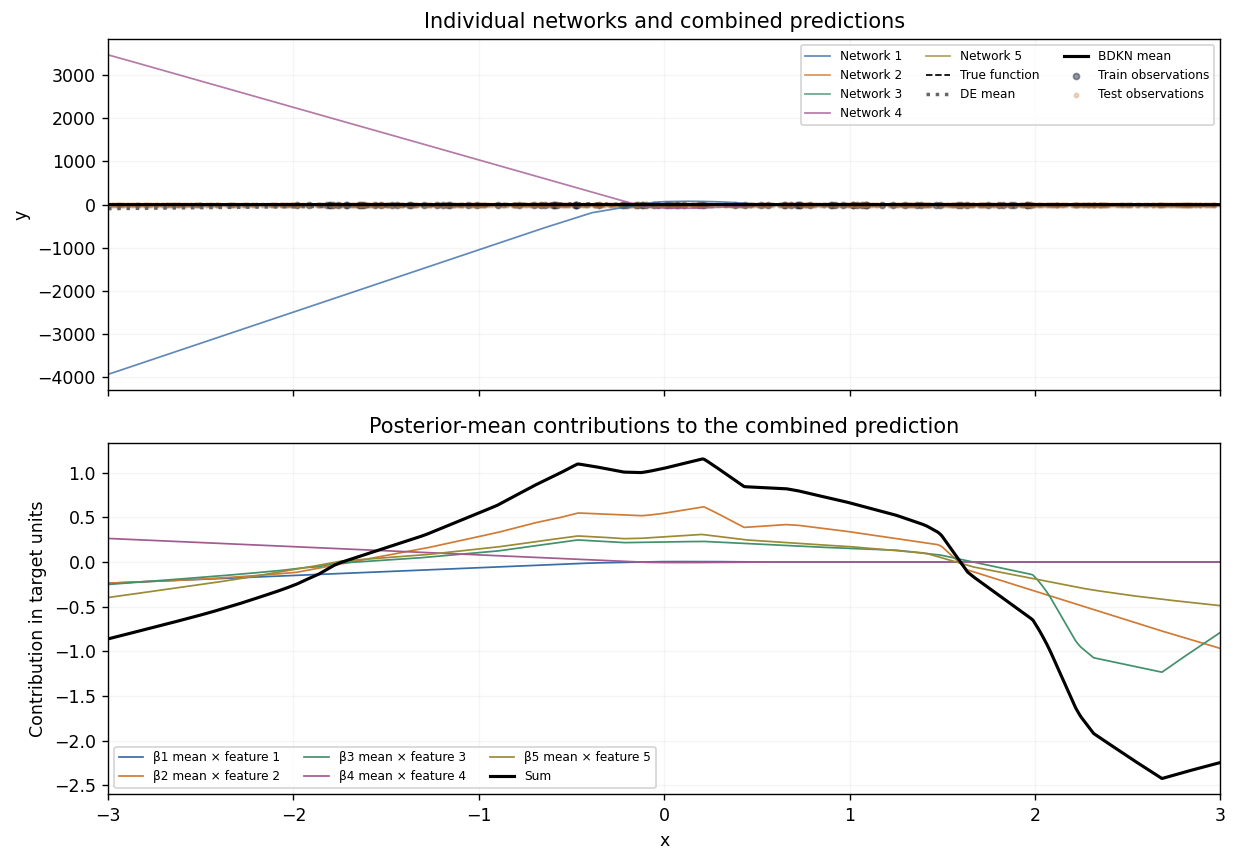 Individual networks and combined predictions
3000
2000
1000
0
−1000
−2000
−3000
−4000
y
Network 1
Network 2
Network 3
Network 4
Network 5
True function
DE mean
BDKN mean
Train observations
Test observations
Posterior-mean contributions to the combined prediction
1.0
0.5
0.0
−0.5
−1.0
−1.5
−2.0
−2.5
Contribution in target units
β1 mean × feature 1
β2 mean × feature 2
β3 mean × feature 3
β4 mean × feature 4
β5 mean × feature 5
Sum
−3 −2 −1 0 1 2 3
x